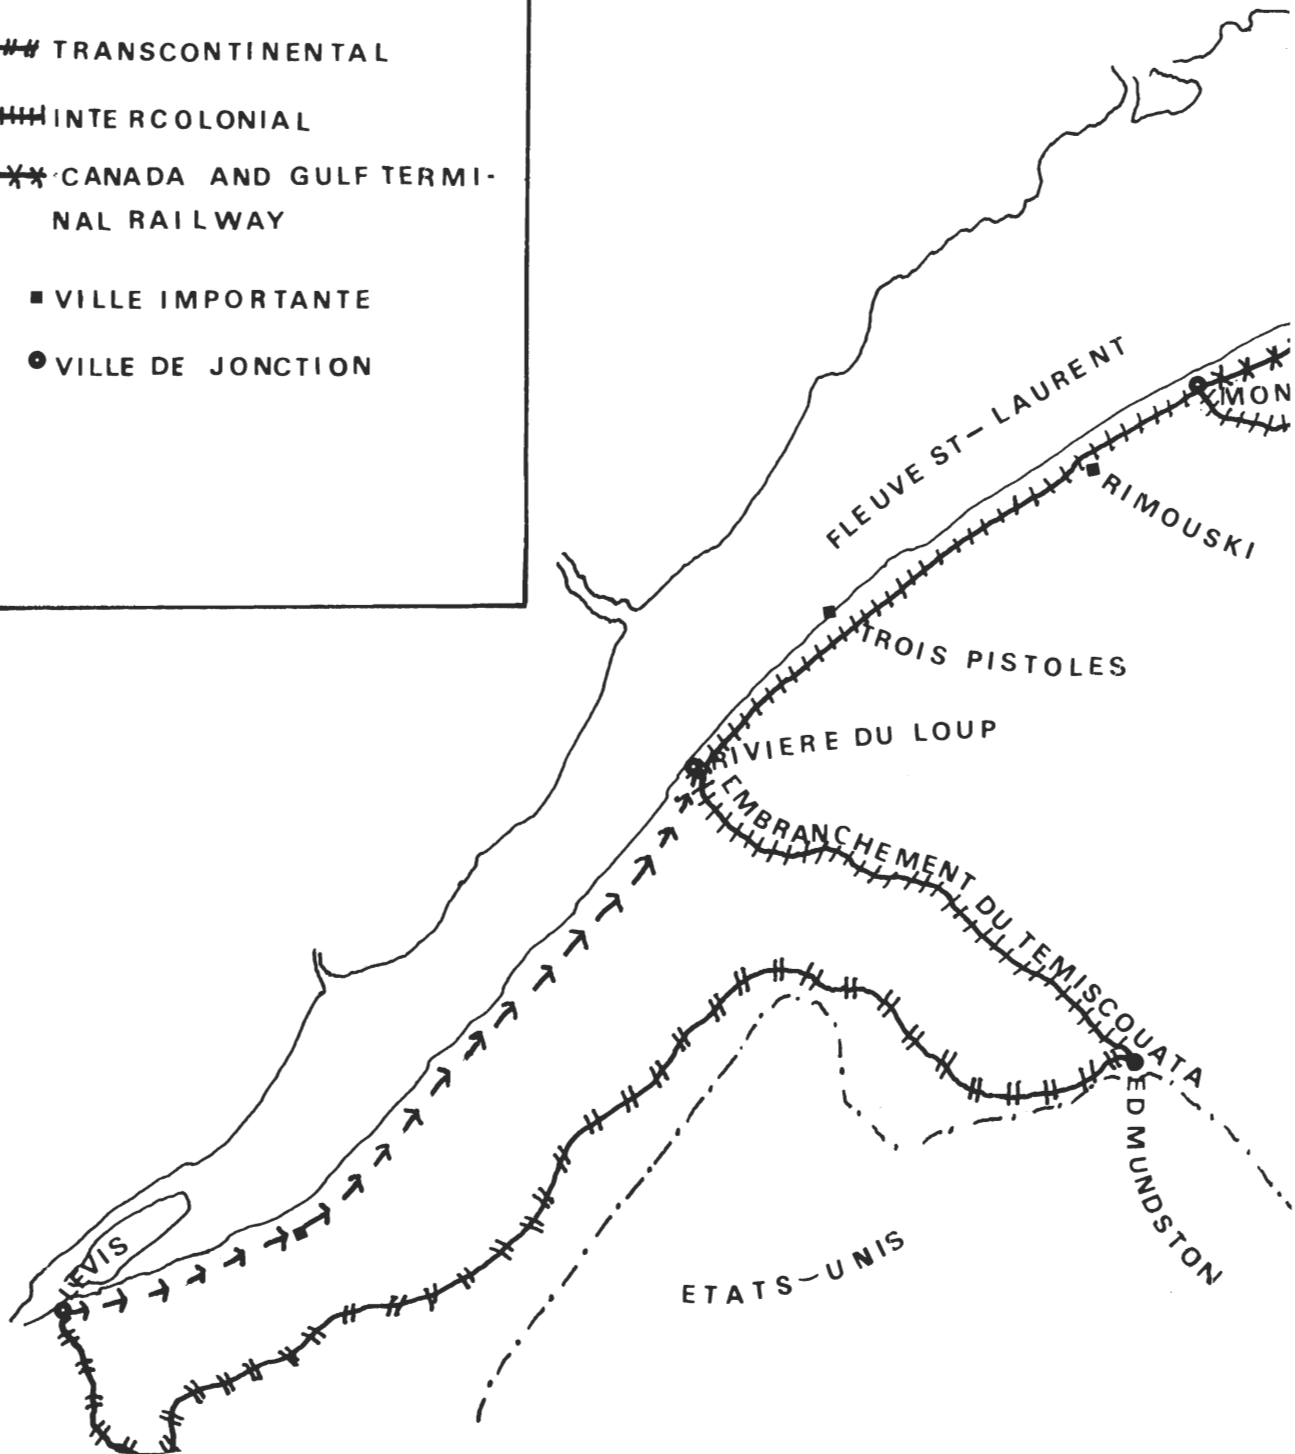 TRANSCONTINENTAL
INTERCOLONIAL
CANADA AND GULF TERMI-
NAL RAILWAY
VILLE IMPORTANTE
VILLE DE JONCTION
FLEUVE ST-LAURENT
MON
RIMOUSKI
TROIS PISTOLES
RIVIERE DU LOUP
EMBRANCHEMENT DU TEMISCOUATA
EDMUNDSTON
ETATS-UNIS
LEVIS